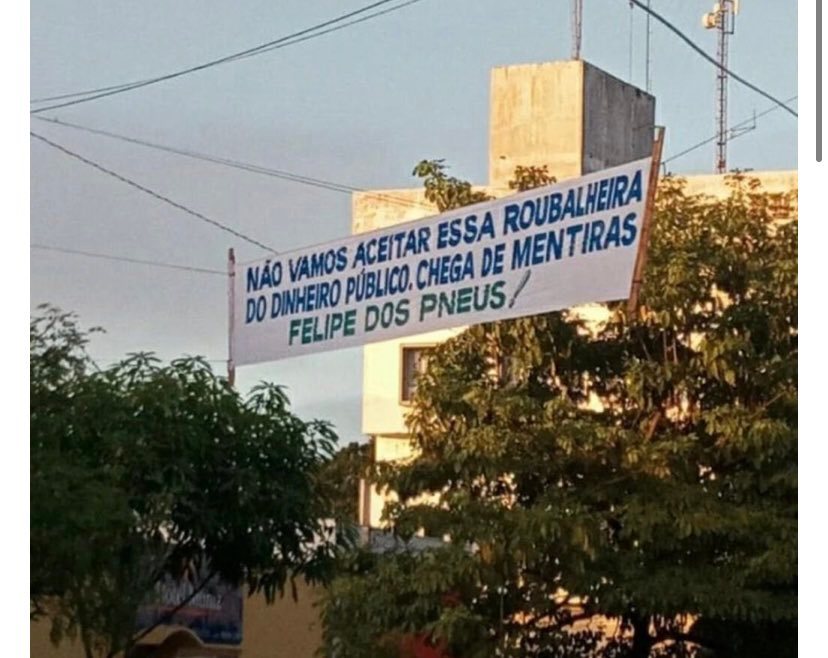 NÃO VAMOS ACEITAR ESSA ROUBALHEIRA
DO DINHEIRO PÚBLICO. CHEGA DE MENTIRAS
FELIPE DOS PNEUS!